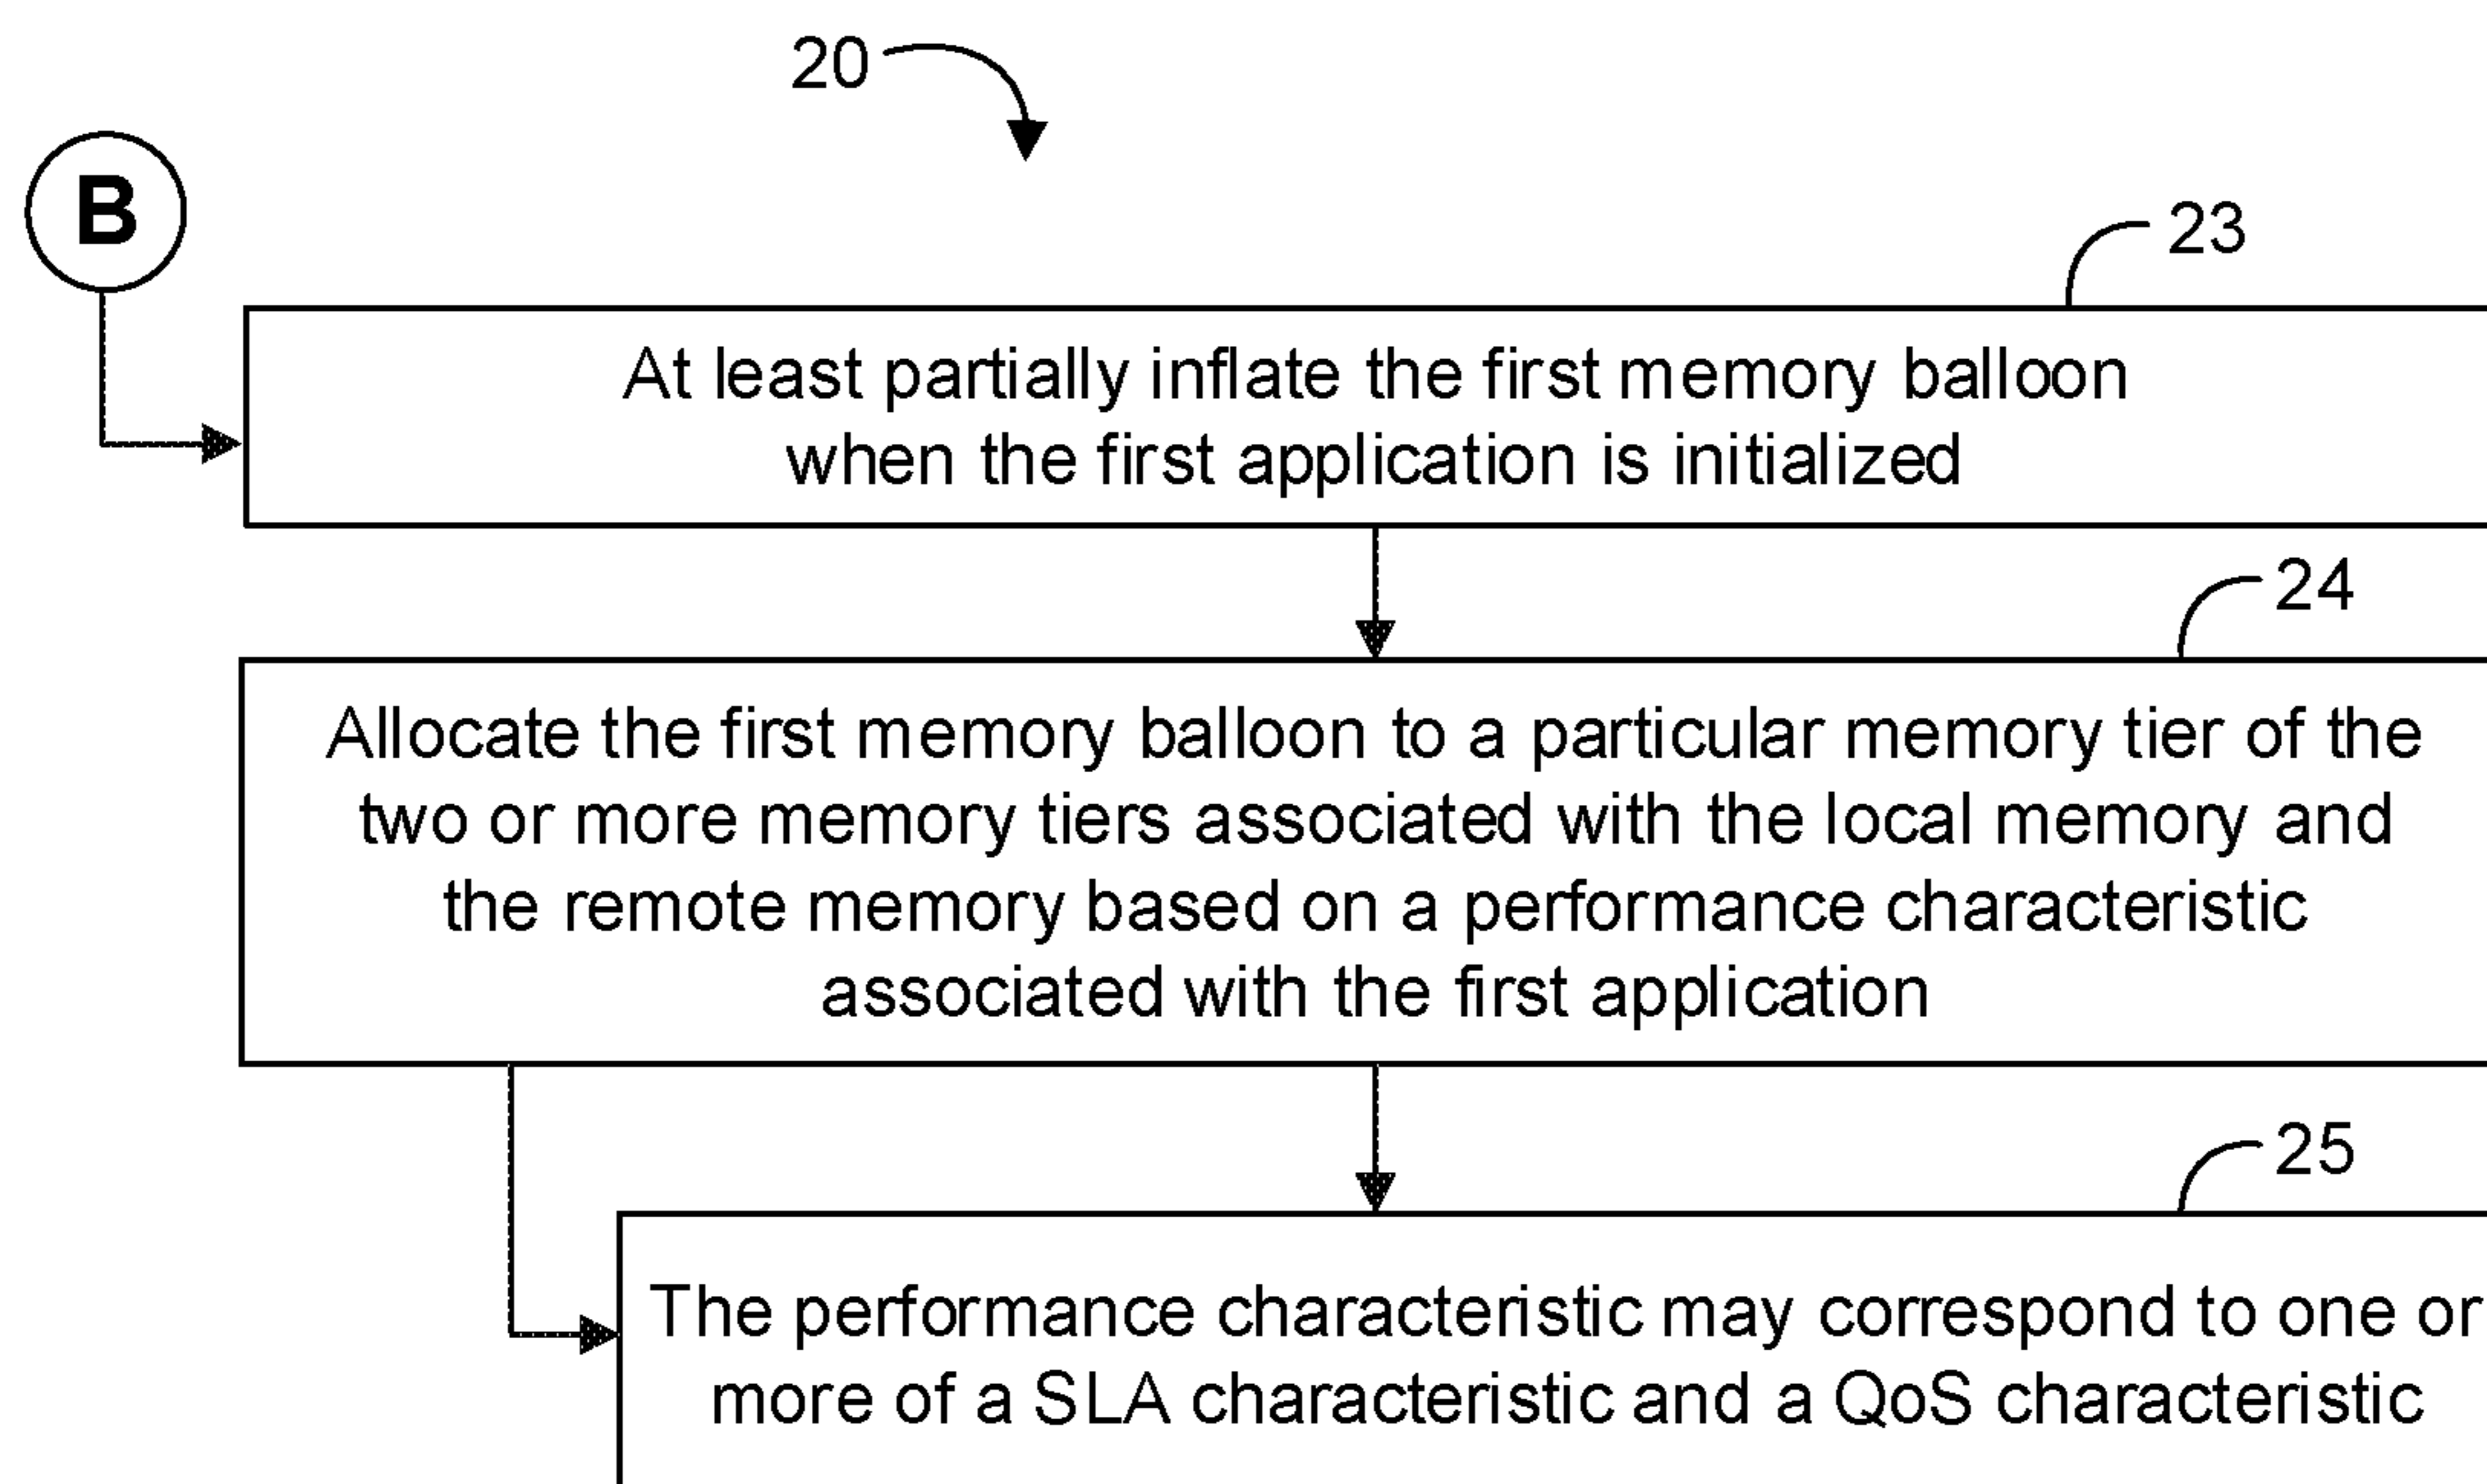 20
B
23
At least partially inflate the first memory balloon
when the first application is initialized
24
Allocate the first memory balloon to a particular memory tier of the
two or more memory tiers associated with the local memory and
the remote memory based on a performance characteristic
associated with the first application
25
The performance characteristic may correspond to one or
more of a SLA characteristic and a QoS characteristic